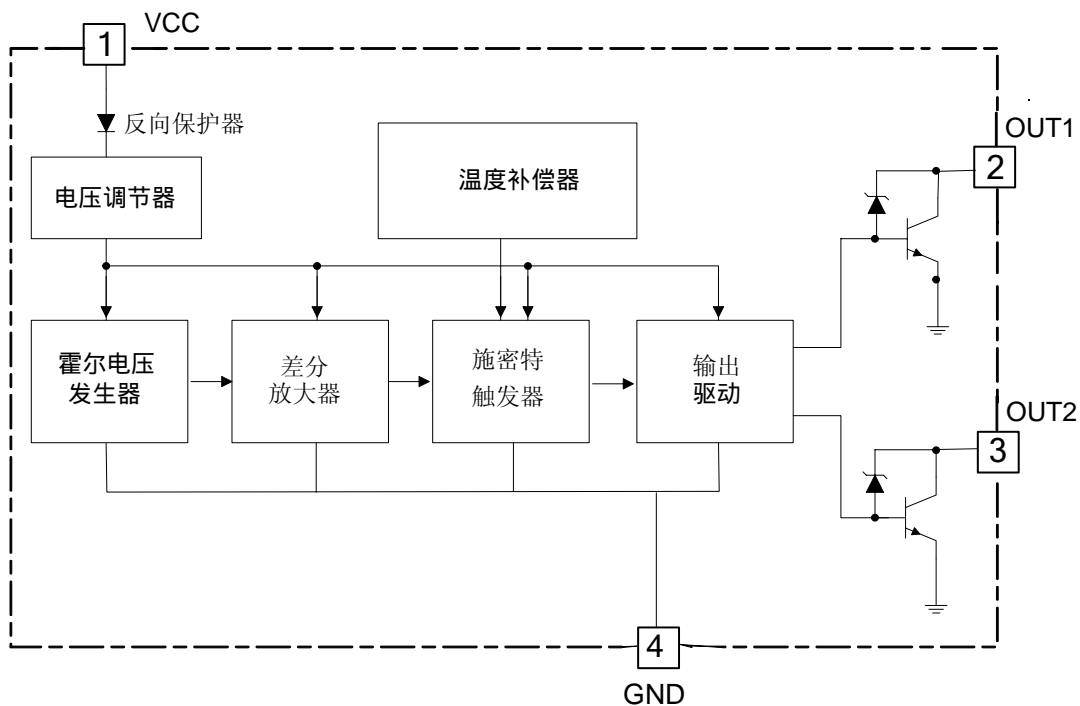 1
VCC
反向保护器
电压调节器
温度补偿器
OUT1
2
霍尔电压
发生器
差分
放大器
施密特
触发器
输出
驱动
OUT2
3
4
GND